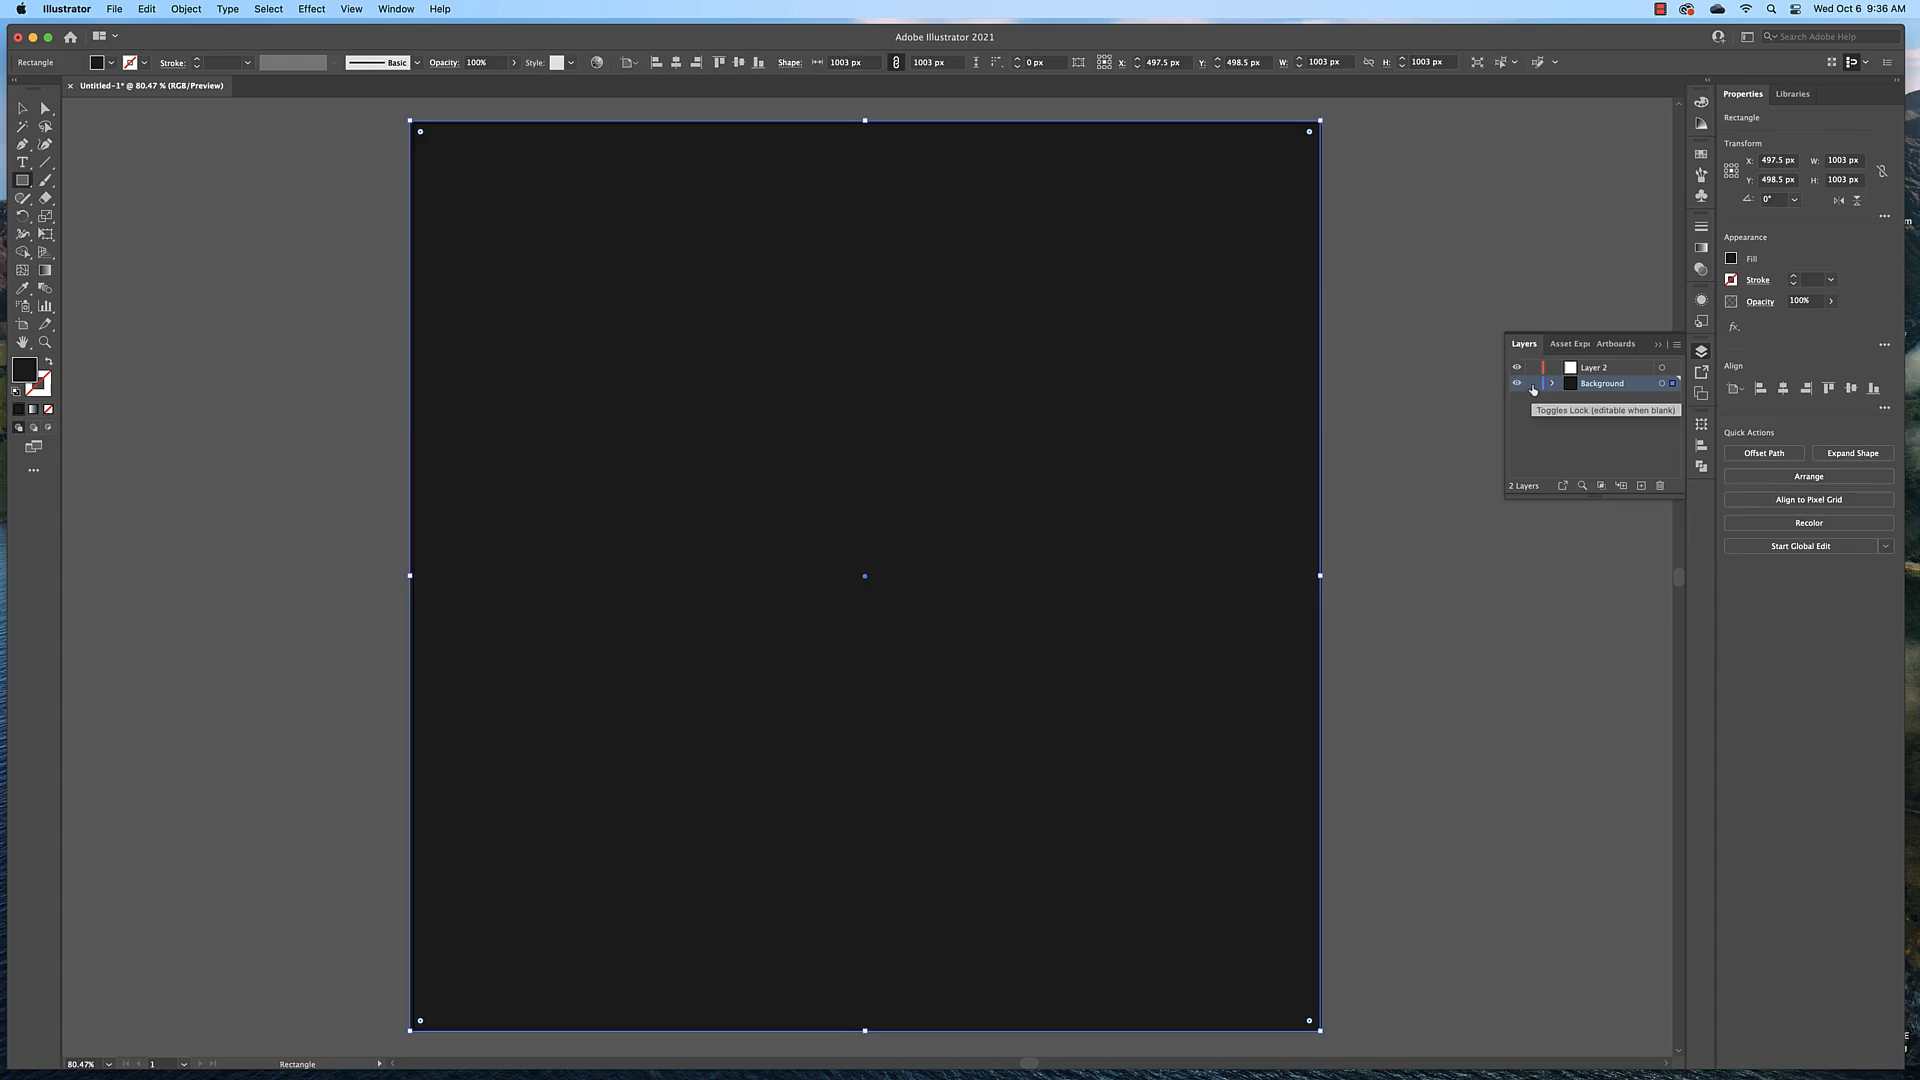 Illustrator File Edit Object Type Select Effect View Window Help Wed Oct 6 9:36 AM
Adobe Illustrator 2021 Search Adobe Help
Rectangle Stroke: Basic Opacity: 100% Style: Shape: 1003 px 1003 px 0 px X: 497.5 px Y: 498.5 px W: 1003 px H: 1003 px
× Untitled-1* @ 80.47 % (RGB/Preview)
Properties Libraries
Rectangle
Transform
X: 497.5 px W: 1003 px
Y: 498.5 px H: 1003 px
0°
Appearance
Fill
Stroke
Opacity 100%
fx.
Layers Asset Expo Artboards
Layer 2
Background
Toggles Lock (editable when blank)
2 Layers
Align
Quick Actions
Offset Path Expand Shape
Arrange
Align to Pixel Grid
Recolor
Start Global Edit
80.47% 1 Rectangle